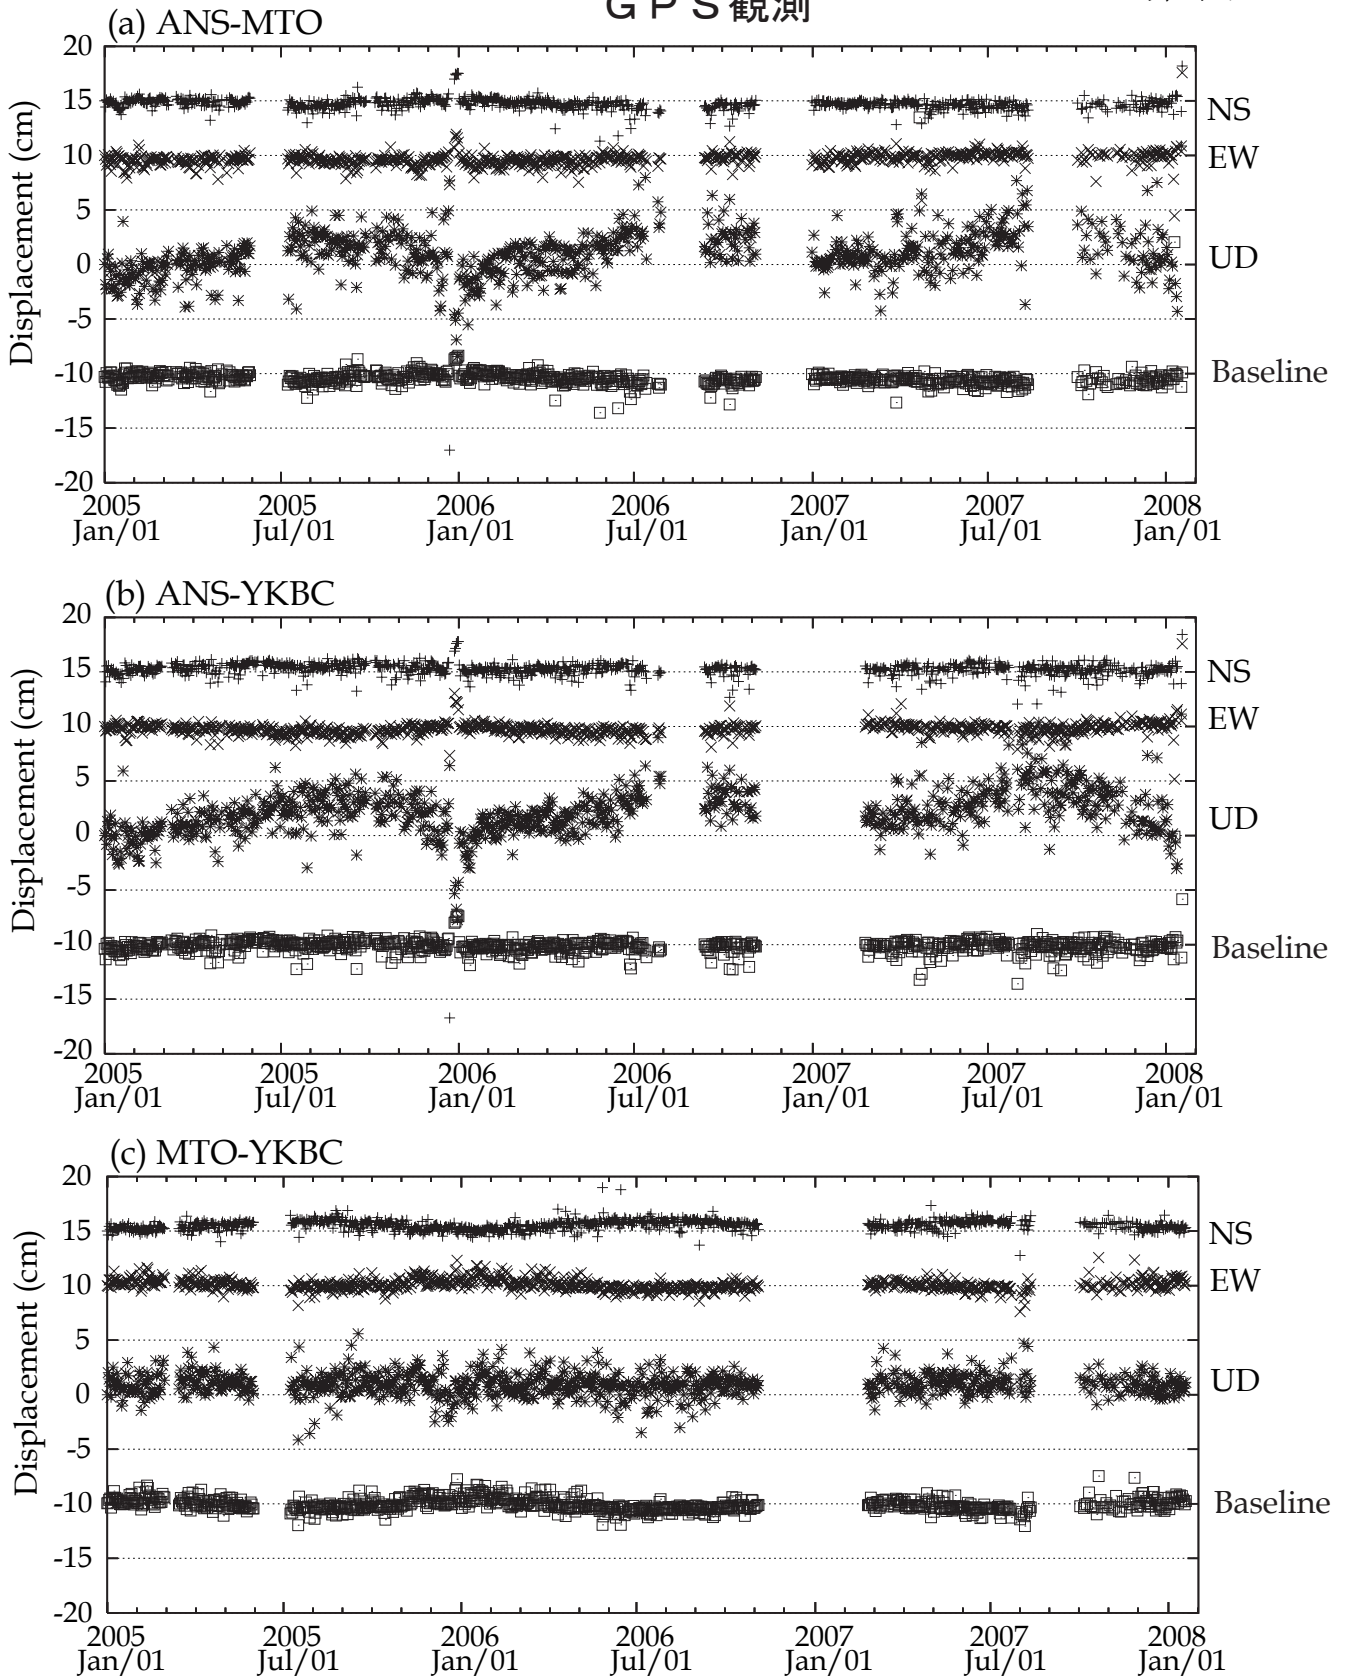 GPS観測
(a) ANS-MTO
20
15
10
5
0
-5
-10
-15
-20
Displacement (cm)
NS
EW
UD
Baseline
2005 2005 2006 2006 2007 2007 2008
Jan/01 Jul/01 Jan/01 Jul/01 Jan/01 Jul/01 Jan/01
(b) ANS-YKBC
20
15
10
5
0
-5
-10
-15
-20
Displacement (cm)
NS
EW
UD
Baseline
2005 2005 2006 2006 2007 2007 2008
Jan/01 Jul/01 Jan/01 Jul/01 Jan/01 Jul/01 Jan/01
(c) MTO-YKBC
20
15
10
5
0
-5
-10
-15
-20
Displacement (cm)
NS
EW
UD
Baseline
2005 2005 2006 2006 2007 2007 2008
Jan/01 Jul/01 Jan/01 Jul/01 Jan/01 Jul/01 Jan/01